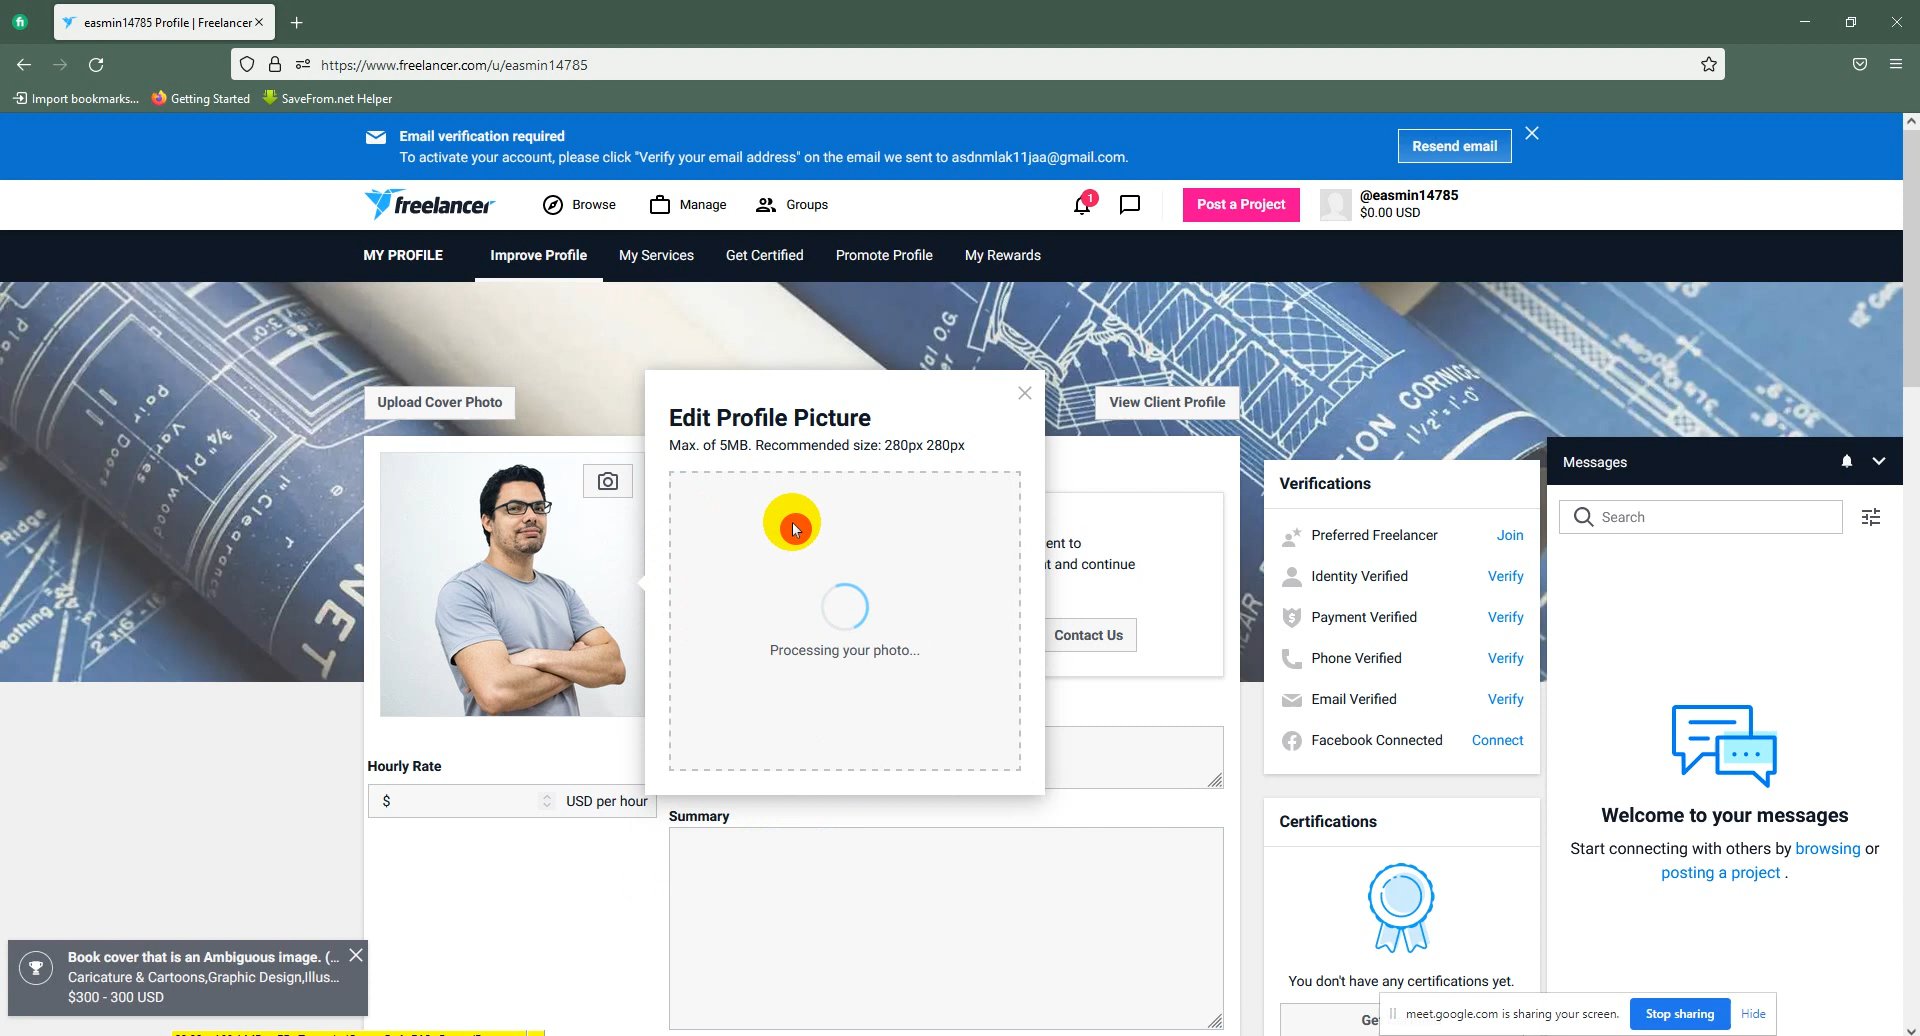 easmin14785 Profile | Freelancer
https://www.freelancer.com/u/easmin14785
Import bookmarks... Getting Started SaveFrom.net Helper
Email verification required
To activate your account, please click "Verify your email address" on the email we sent to asdnmlak11jaa@gmail.com.
Resend email
freelancer Browse Manage Groups 1 Post a Project
@easmin14785
$0.00 USD
MY PROFILE Improve Profile My Services Get Certified Promote Profile My Rewards
Upload Cover Photo
View Client Profile
Edit Profile Picture
Max. of 5MB. Recommended size: 280px 280px
Processing your photo...
ent to
t and continue
Contact Us
Hourly Rate
$ USD per hour
Summary
Verifications
Preferred Freelancer Join
Identity Verified Verify
Payment Verified Verify
Phone Verified Verify
Email Verified Verify
Facebook Connected Connect
Certifications
You don't have any certifications yet.
Ge
Messages
Search
Welcome to your messages
Start connecting with others by browsing or
posting a project .
Book cover that is an Ambiguous image. (...
Caricature & Cartoons,Graphic Design,Illus...
$300 - 300 USD
meet.google.com is sharing your screen. Stop sharing Hide